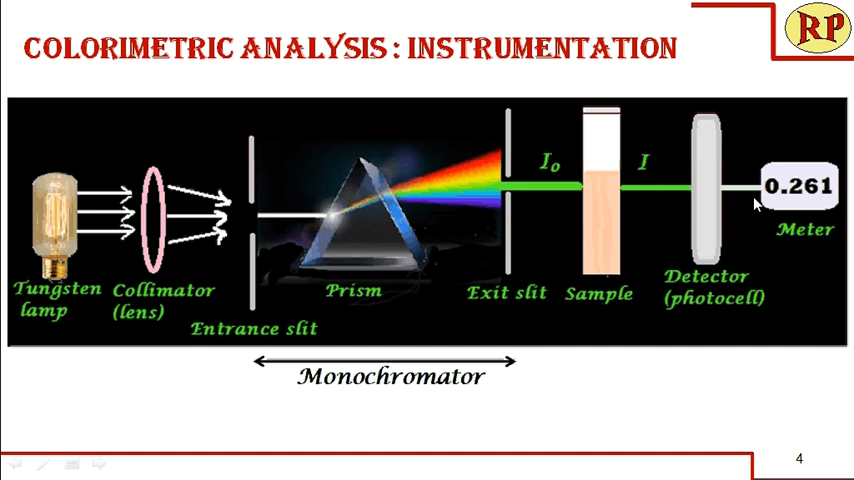 COLORIMETRIC ANALYSIS : INSTRUMENTATION
RP
I₀
I
0.261
Meter
Tungsten
lamp
Collimator
(lens)
Entrance slit
Prism
Exit slit
Sample
Detector
(photocell)
Monochromator
4